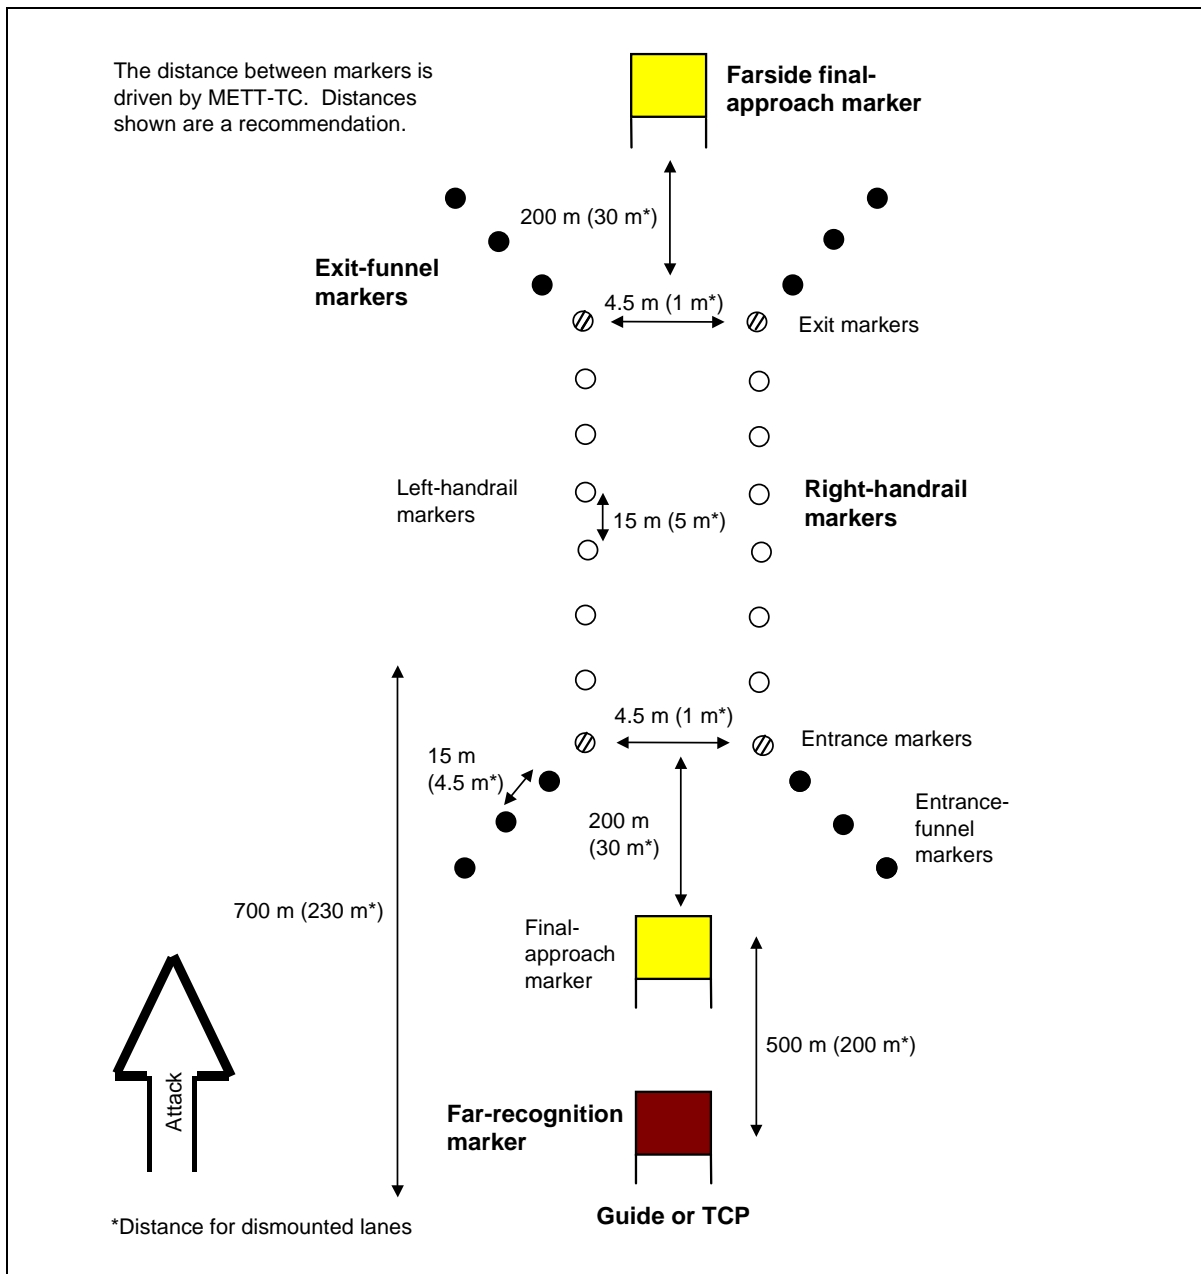 The distance between markers is
driven by METT-TC. Distances
shown are a recommendation.
Farside final-
approach marker
200 m (30 m*)
Exit-funnel
markers
4.5 m (1 m*)
Exit markers
Left-handrail
markers
15 m (5 m*)
Right-handrail
markers
4.5 m (1 m*)
Entrance markers
15 m
(4.5 m*)
200 m
(30 m*)
Entrance-
funnel
markers
700 m (230 m*)
Final-
approach
marker
500 m (200 m*)
Attack
Far-recognition
marker
Guide or TCP
*Distance for dismounted lanes